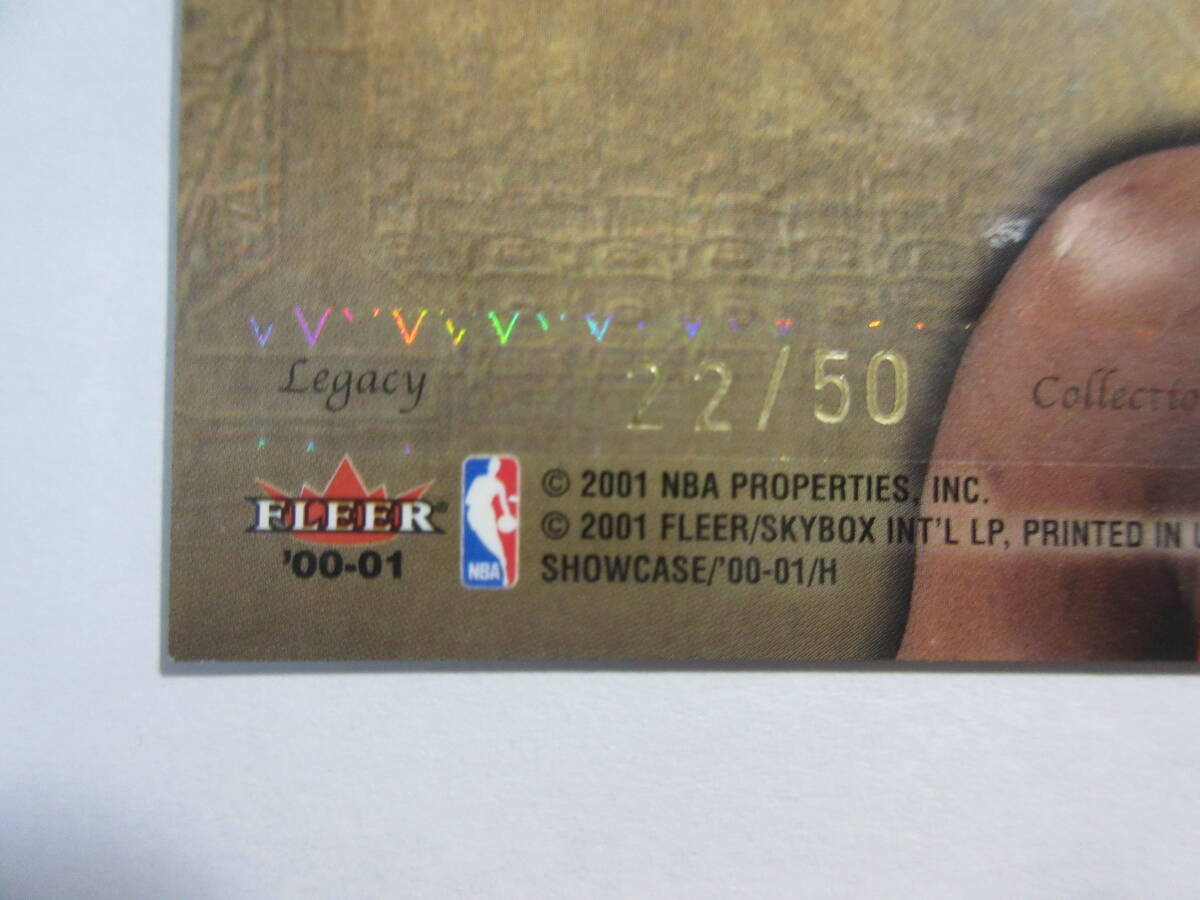 Legacy 22/50
FLEER
'00-01
NBA
© 2001 NBA PROPERTIES, INC.
© 2001 FLEER/SKYBOX INT'L LP, PRINTED IN
SHOWCASE/'00-01/H